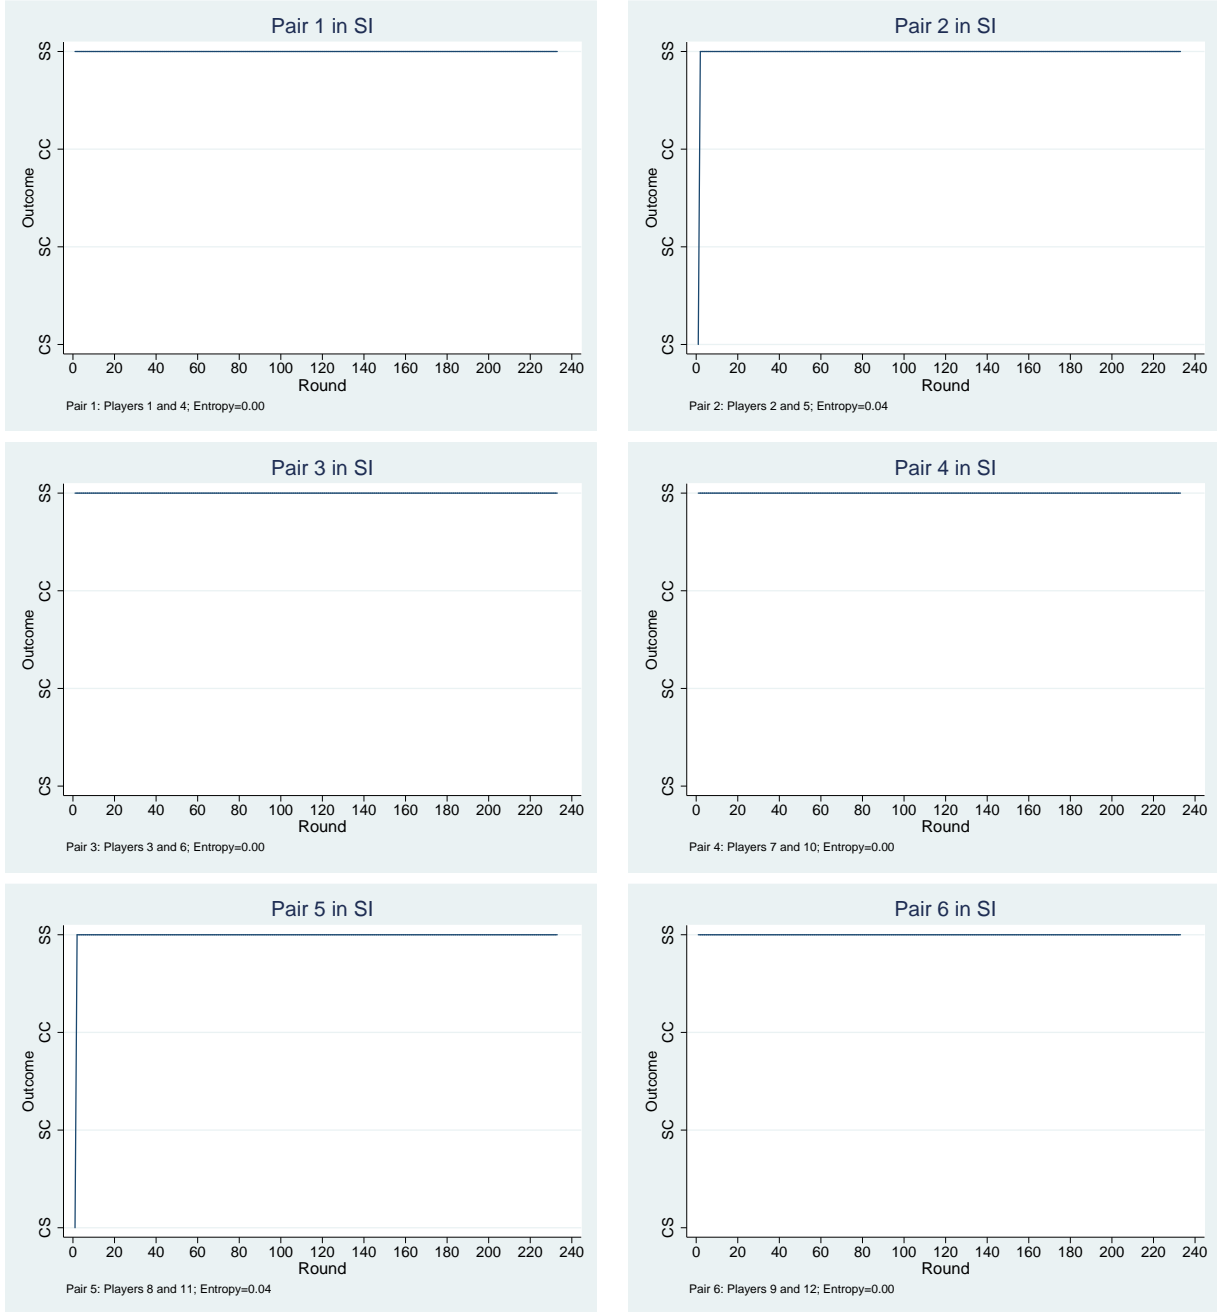 Pair 1 in SI
SS
CC
SC
CS
Outcome
0 20 40 60 80 100 120 140 160 180 200 220 240
Round
Pair 1: Players 1 and 4; Entropy=0.00
Pair 2 in SI
SS
CC
SC
CS
Outcome
0 20 40 60 80 100 120 140 160 180 200 220 240
Round
Pair 2: Players 2 and 5; Entropy=0.04
Pair 3 in SI
SS
CC
SC
CS
Outcome
0 20 40 60 80 100 120 140 160 180 200 220 240
Round
Pair 3: Players 3 and 6; Entropy=0.00
Pair 4 in SI
SS
CC
SC
CS
Outcome
0 20 40 60 80 100 120 140 160 180 200 220 240
Round
Pair 4: Players 7 and 10; Entropy=0.00
Pair 5 in SI
SS
CC
SC
CS
Outcome
0 20 40 60 80 100 120 140 160 180 200 220 240
Round
Pair 5: Players 8 and 11; Entropy=0.04
Pair 6 in SI
SS
CC
SC
CS
Outcome
0 20 40 60 80 100 120 140 160 180 200 220 240
Round
Pair 6: Players 9 and 12; Entropy=0.00